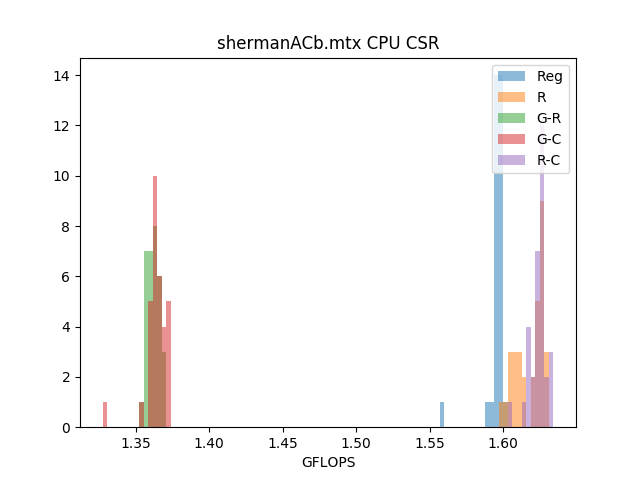 shermanACb.mtx CPU CSR
14
12
10
8
6
4
2
0
Reg
R
G-R
G-C
R-C
1.35 1.40 1.45 1.50 1.55 1.60
GFLOPS